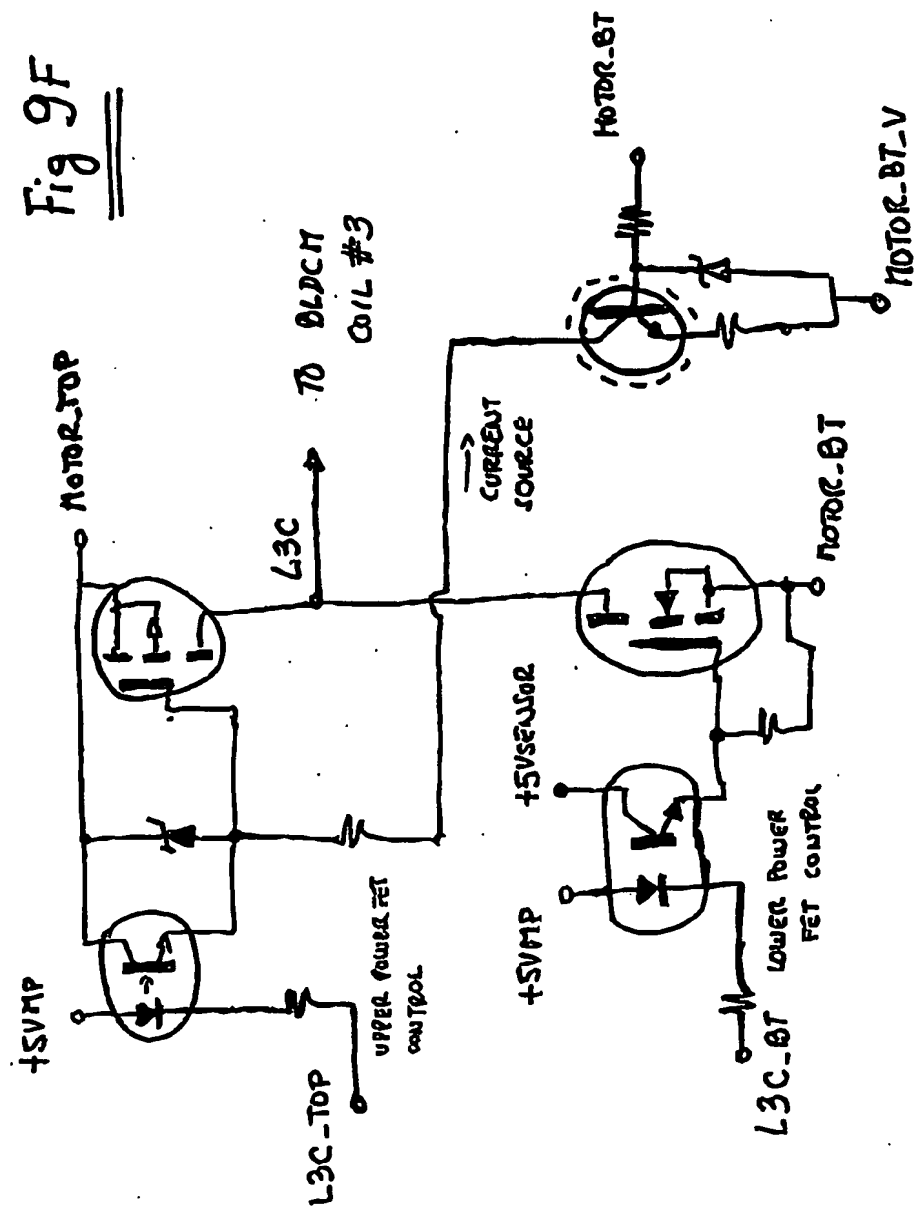 Fig 9F
MOTOR_TOP
+5VMP
L3C_TOP
UPPER POWER FET
CONTROL
L3C
TO BLDCM
COIL #3
→
CURRENT
SOURCE
MOTOR_BT
MOTOR_BT_V
+5VSENSOR
+5VMP
L3C_BT
LOWER POWER
FET CONTROL
MOTOR_BT